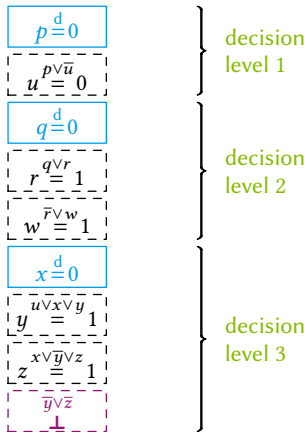 p d= 0
decision
level 1
u p∨u̅= 0
q d= 0
decision
level 2
r q∨r= 1
w r̅∨w= 1
x d= 0
decision
level 3
y u∨x∨y= 1
z x∨y̅∨z= 1
y̅∨z̅
⊥